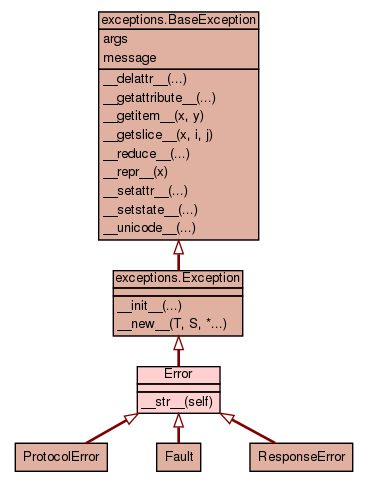 exceptions.BaseException
args
message
__delattr__(...)
__getattribute__(...)
__getitem__(x, y)
__getslice__(x, i, j)
__reduce__(...)
__repr__(x)
__setattr__(...)
__setstate__(...)
__unicode__(...)
exceptions.Exception
__init__(...)
__new__(T, S, *...)
Error
__str__(self)
ProtocolError
Fault
ResponseError